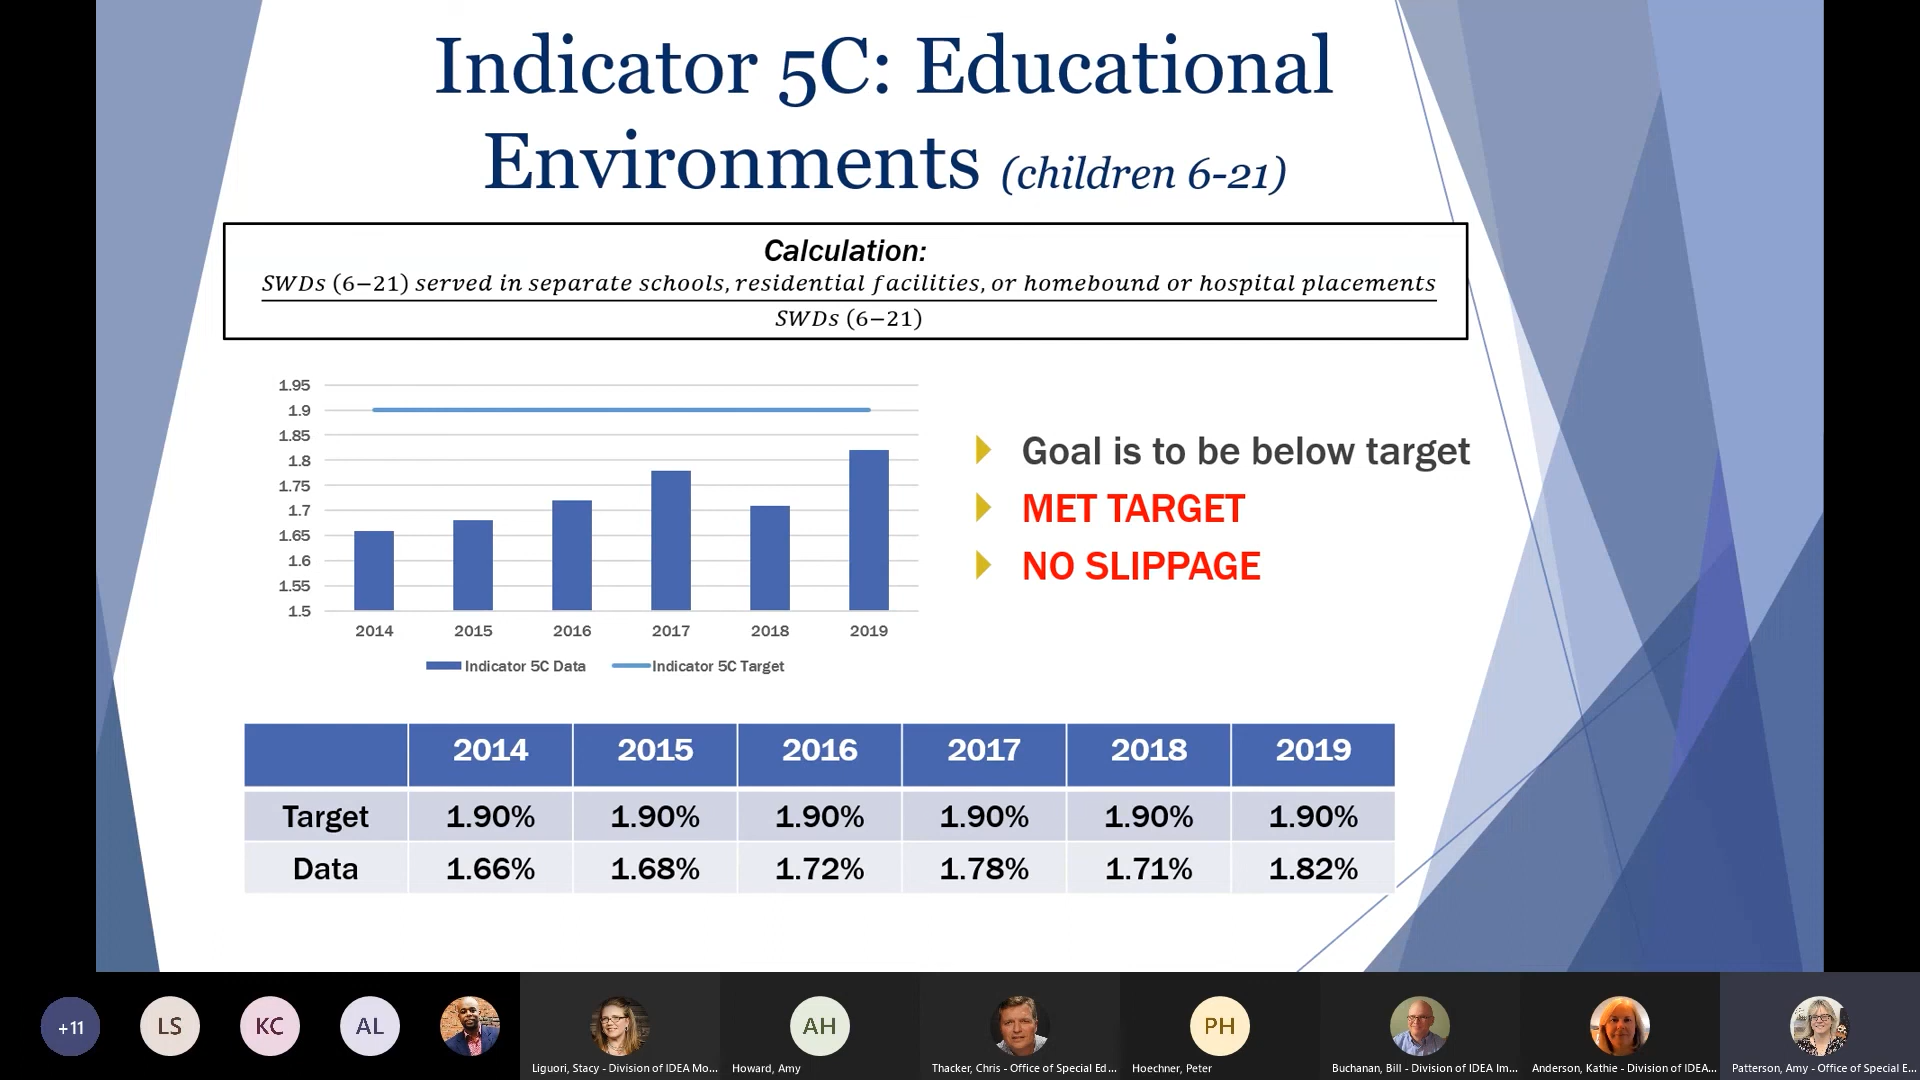 Indicator 5C: Educational
Environments (children 6-21)
Calculation:
SWDs (6−21) served in separate schools, residential facilities, or homebound or hospital placements
SWDs (6−21)
1.95
1.9
1.85
1.8
1.75
1.7
1.65
1.6
1.55
1.5
2014 2015 2016 2017 2018 2019
Indicator 5C Data Indicator 5C Target
Goal is to be below target
MET TARGET
NO SLIPPAGE
2014 2015 2016 2017 2018 2019
Target 1.90% 1.90% 1.90% 1.90% 1.90% 1.90%
Data 1.66% 1.68% 1.72% 1.78% 1.71% 1.82%
+11 LS KC AL AH PH
Liguori, Stacy - Division of IDEA Mo... Howard, Amy Thacker, Chris - Office of Special Ed... Hoechner, Peter Buchanan, Bill - Division of IDEA Im... Anderson, Kathie - Division of IDEA... Patterson, Amy - Office of Special E...